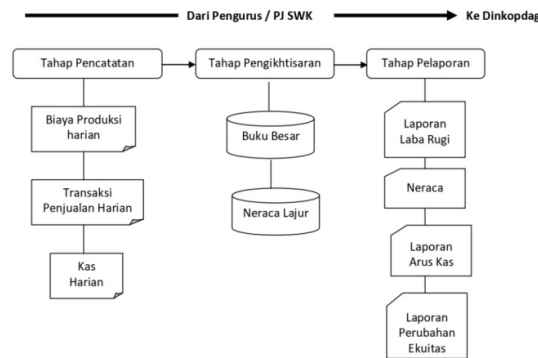 Dari Pengurus / PJ SWK
Ke Dinkopdag
Tahap Pencatatan
Tahap Pengikhtisaran
Tahap Pelaporan
Biaya Produksi
harian
Transaksi
Penjualan Harian
Kas
Harian
Buku Besar
Neraca Lajur
Laporan
Laba Rugi
Neraca
Laporan
Arus Kas
Laporan
Perubahan
Ekuitas